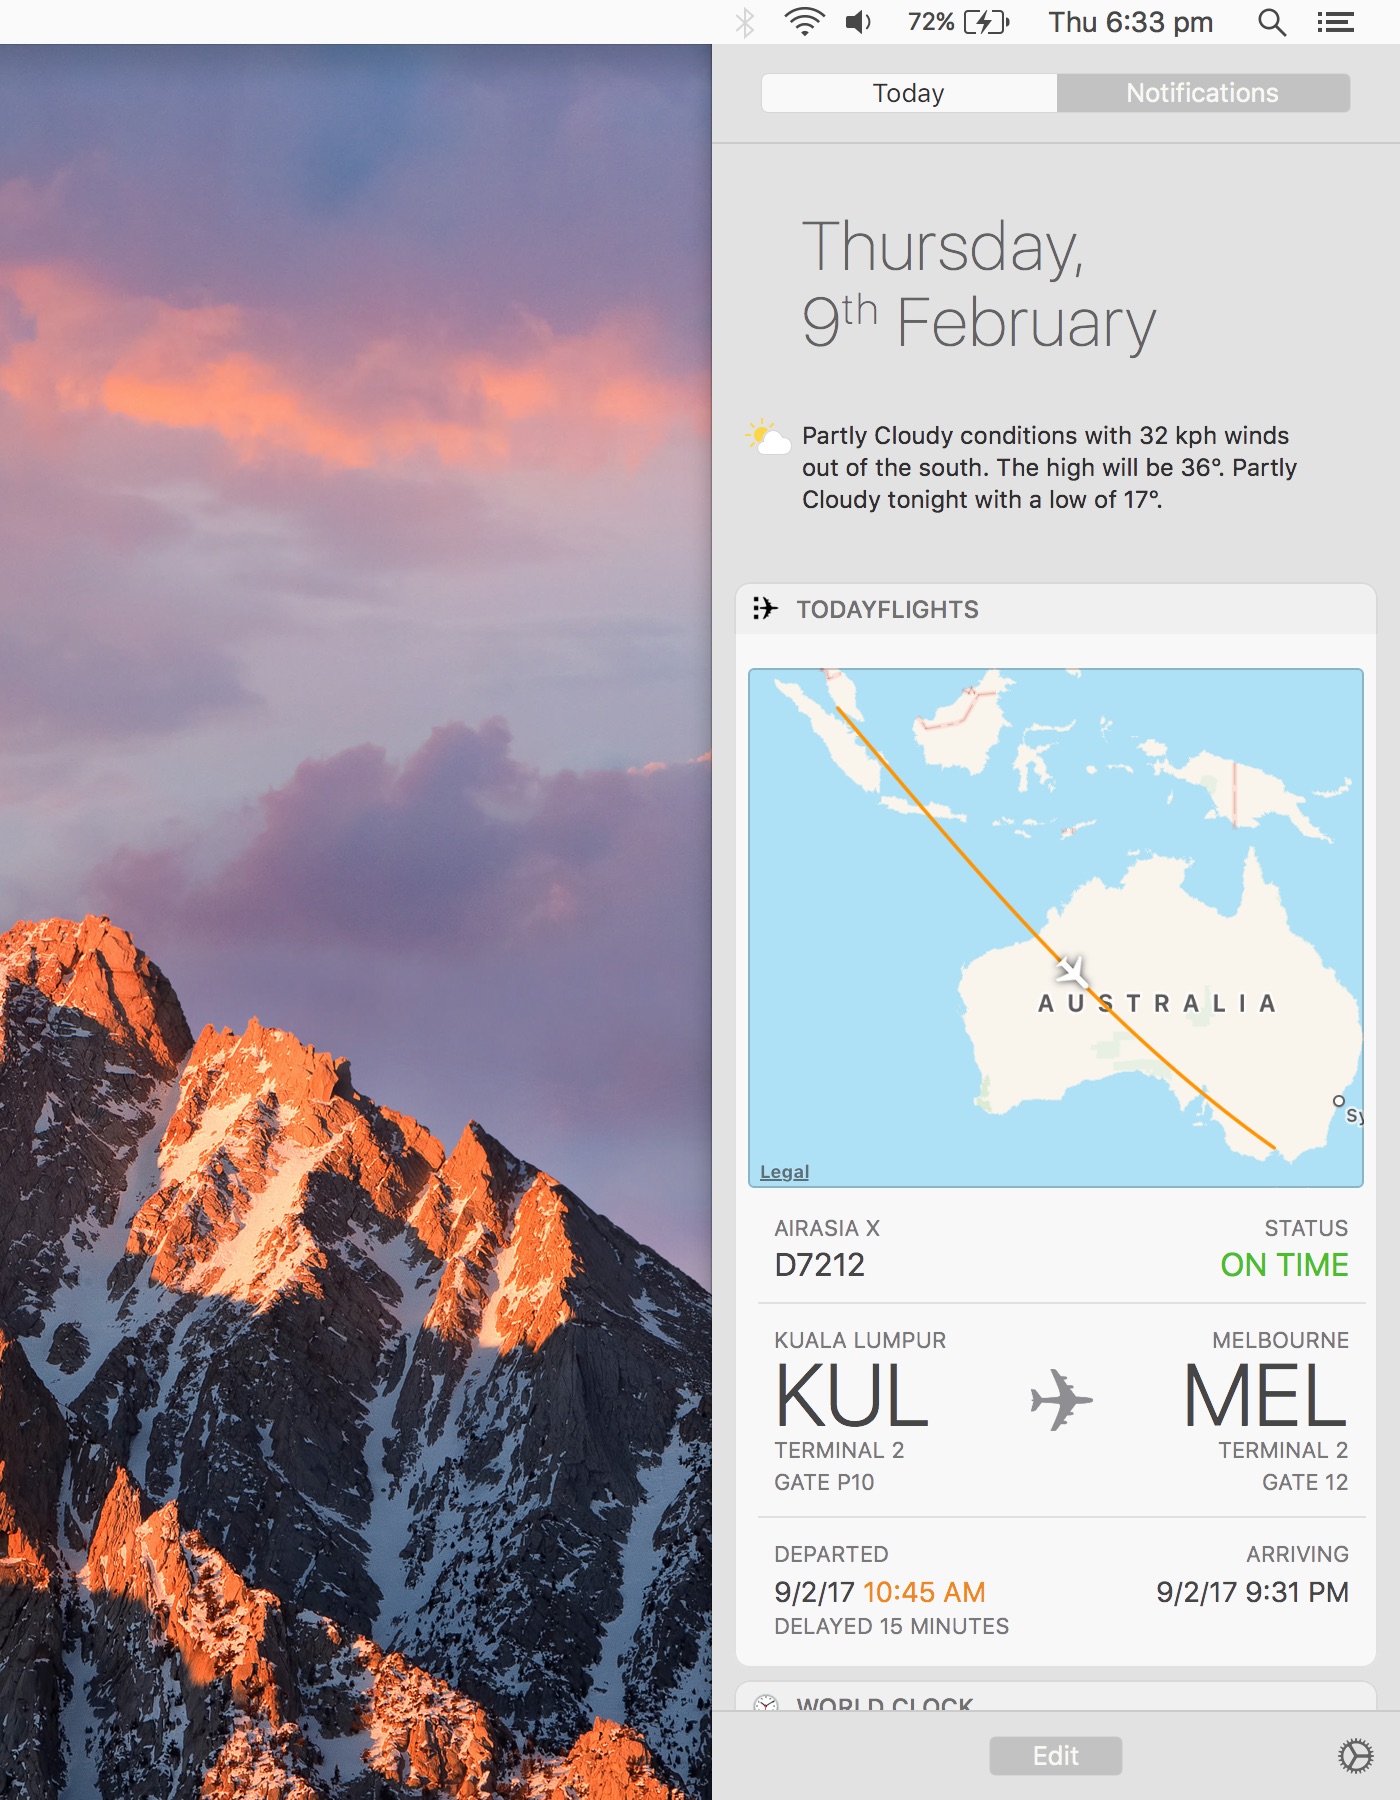 72% Thu 6:33 pm
Today Notifications
Thursday,
9th February
Partly Cloudy conditions with 32 kph winds
out of the south. The high will be 36°. Partly
Cloudy tonight with a low of 17°.
TODAYFLIGHTS
AUSTRALIA
Sy
Legal
AIRASIA X STATUS
D7212 ON TIME
KUALA LUMPUR MELBOURNE
KUL MEL
TERMINAL 2 TERMINAL 2
GATE P10 GATE 12
DEPARTED ARRIVING
9/2/17 10:45 AM 9/2/17 9:31 PM
DELAYED 15 MINUTES
WORLD CLOCK
Edit